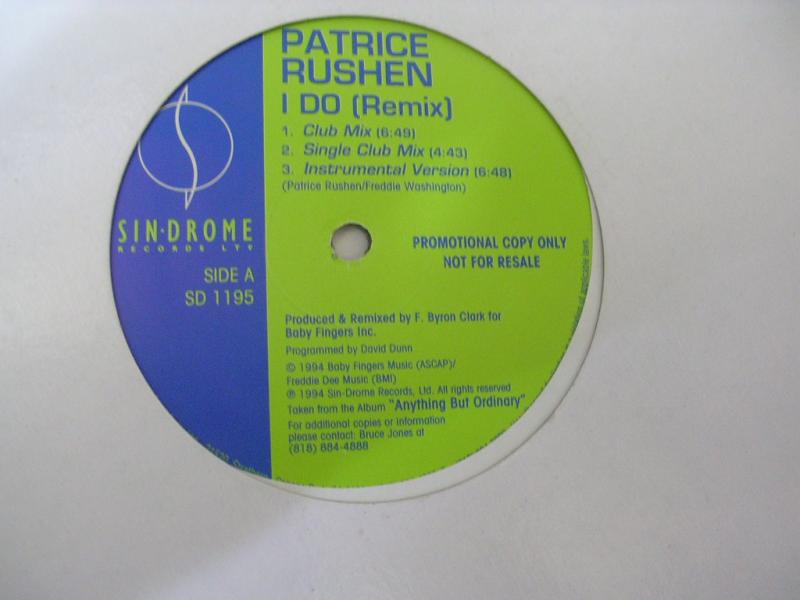 PATRICE
RUSHEN
I DO (Remix)
1. Club Mix (6:49)
2. Single Club Mix (4:43)
3. Instrumental Version (6:48)
(Patrice Rushen/Freddie Washington)
SIN·DROME
RECORDS LTD
SIDE A
SD 1195
PROMOTIONAL COPY ONLY
NOT FOR RESALE
Produced & Remixed by F. Byron Clark for
Baby Fingers Inc.
Programmed by David Dunn
© 1994 Baby Fingers Music (ASCAP)/
Freddie Dee Music (BMI)
℗ 1994 Sin-Drome Records, Ltd. All rights reserved
Taken from the Album "Anything But Ordinary"
For additional copies or information
please contact: Bruce Jones at
(818) 884-4888
of applicable laws.